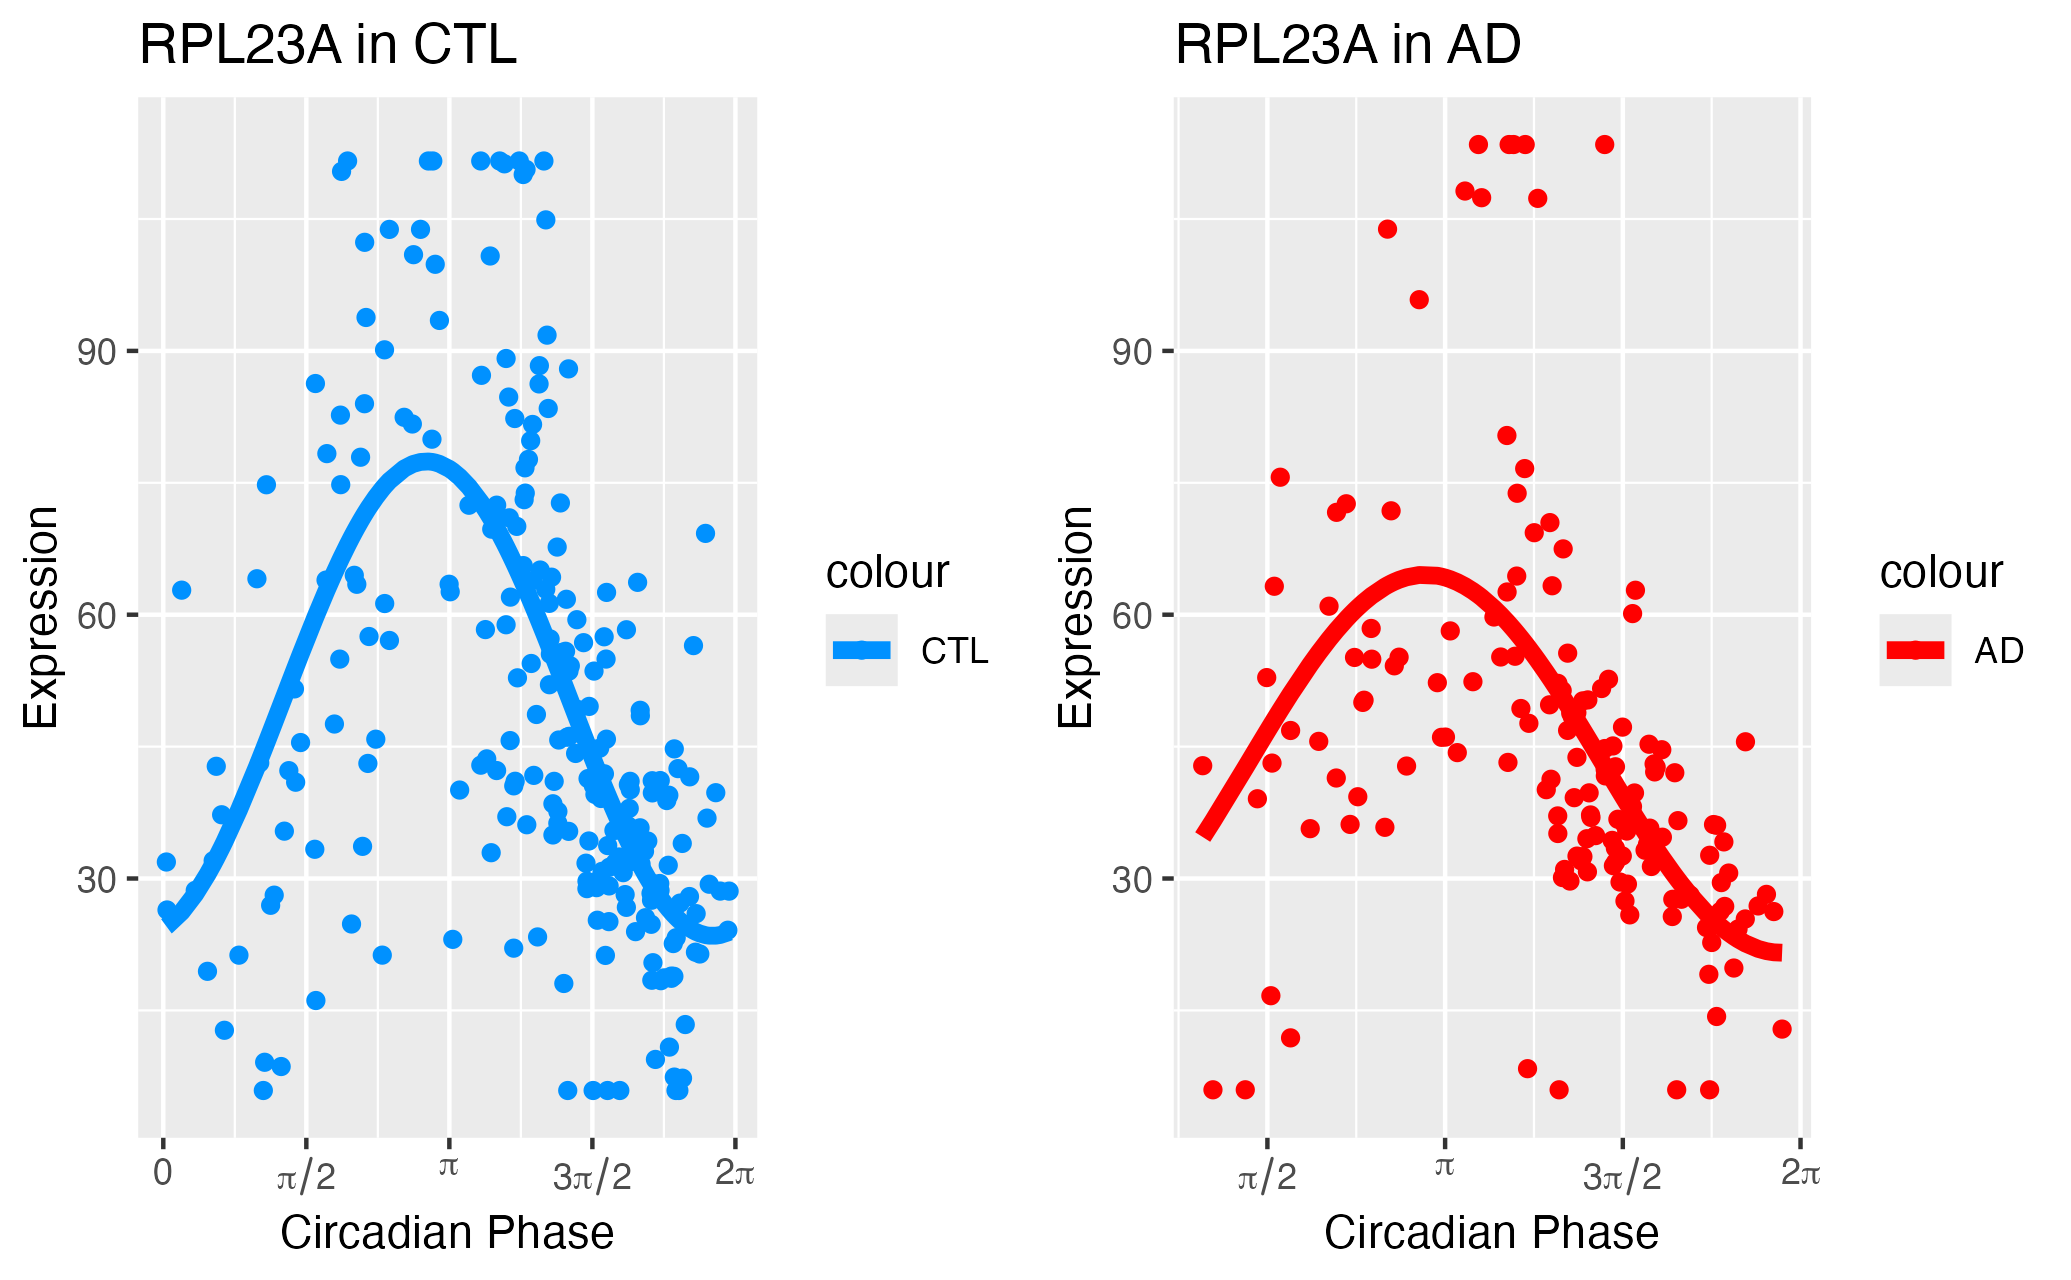 RPL23A in CTL
Expression
90
60
30
0
π/2
π
3π/2
2π
Circadian Phase
colour
CTL
RPL23A in AD
Expression
90
60
30
π/2
π
3π/2
2π
Circadian Phase
colour
AD